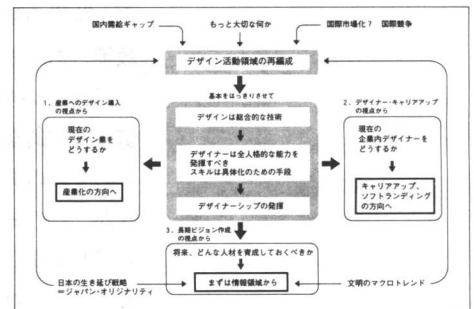 国内需給ギャップ
もっと大切な何か
国際市場化？ 国際競争
デザイン活動領域の再編成
基本をはっきりさせて
1. 産業へのデザイン導入
の視点から
現在の
デザイン業を
どうするか
産業化の方向へ
デザインは総合的な技術
デザイナーは全人格的な能力を
発揮すべき
スキルは具体化のための手段
デザイナーシップの発揮
2. デザイナー・キャリアアップ
の視点から
現在の
企業内デザイナーを
どうするか
キャリアアップ、
ソフトランディング
の方向へ
3. 長期ビジョン作成
の視点から
将来、どんな人材を育成しておくべきか
まずは情報領域から
日本の生き延び戦略
＝ジャパン・オリジナリティ
文明のマクロトレンド